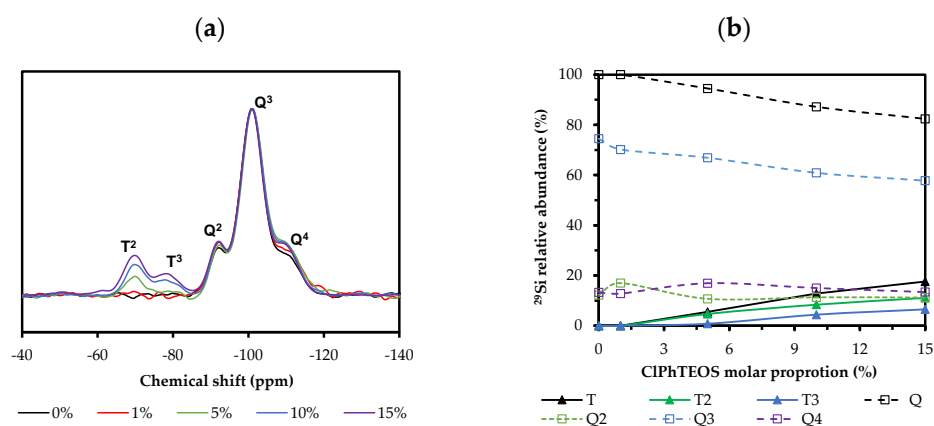 (a)
(b)
T²
T³
Q²
Q³
Q⁴
-40
-60
-80
-100
-120
-140
Chemical shift (ppm)
0%
1%
5%
10%
15%
²⁹Si relative abundance (%)
100
80
60
40
20
0
0
3
6
9
12
15
ClPhTEOS molar proprotion (%)
T
T2
T3
Q
Q2
Q3
Q4